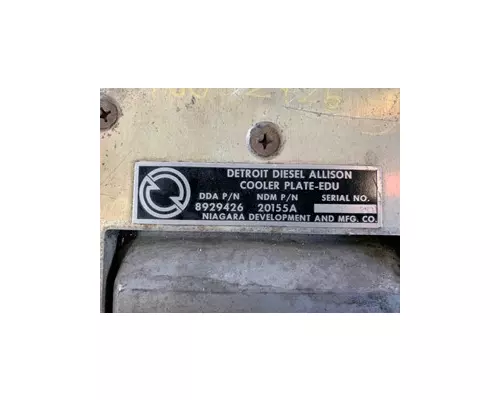 DETROIT DIESEL ALLISON
COOLER PLATE-EDU
DDA P/N NDM P/N SERIAL NO.
8929426 20155A
NIAGARA DEVELOPMENT AND MFG. CO.